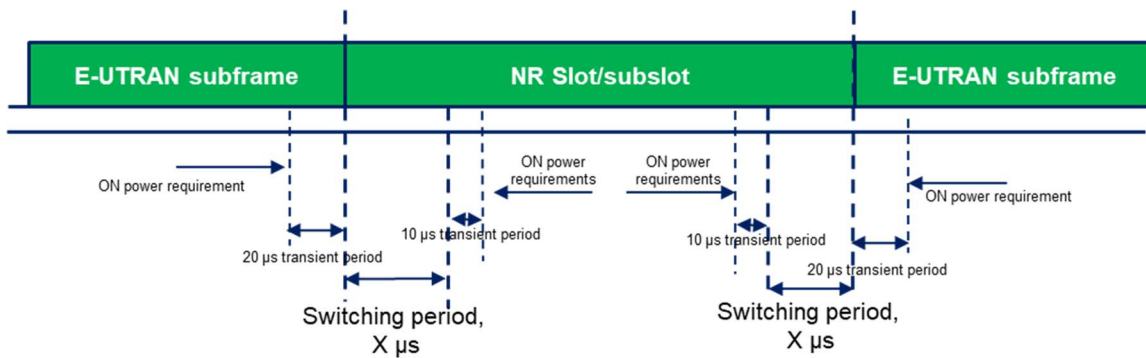 E-UTRAN subframe
NR Slot/subslot
E-UTRAN subframe
ON power requirement
ON power
requirements
ON power
requirements
ON power requirement
20 µs transient period
10 µs transient period
10 µs transient period
20 µs transient period
Switching period,
X µs
Switching period,
X µs